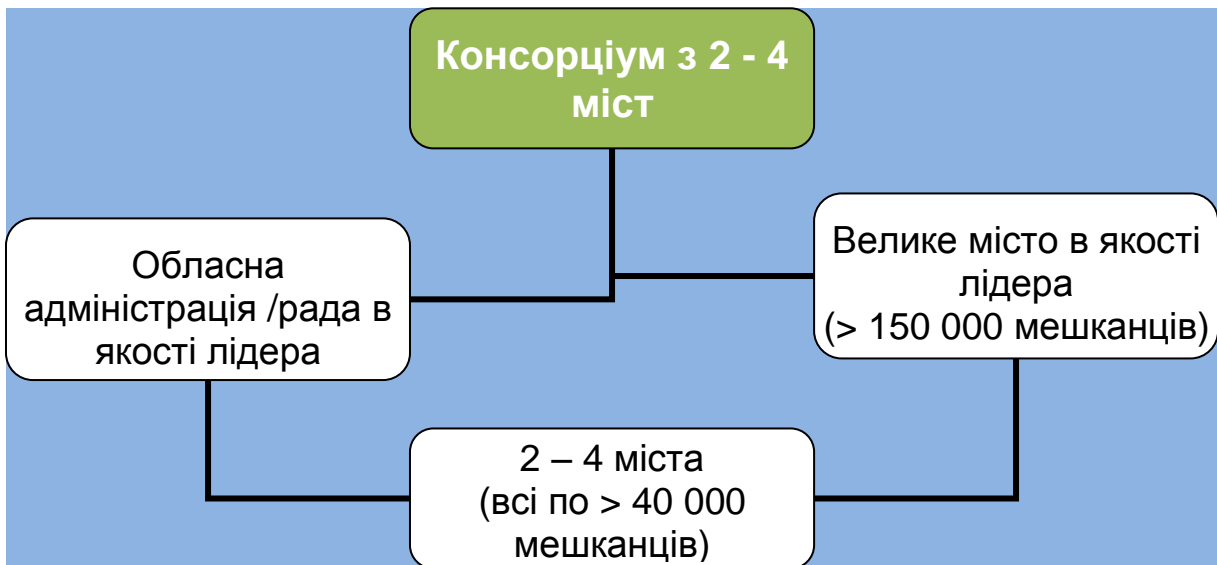 Консорціум з 2 - 4
міст
Обласна
адміністрація /рада в
якості лідера
Велике місто в якості
лідера
(> 150 000 мешканців)
2 – 4 міста
(всі по > 40 000
мешканців)